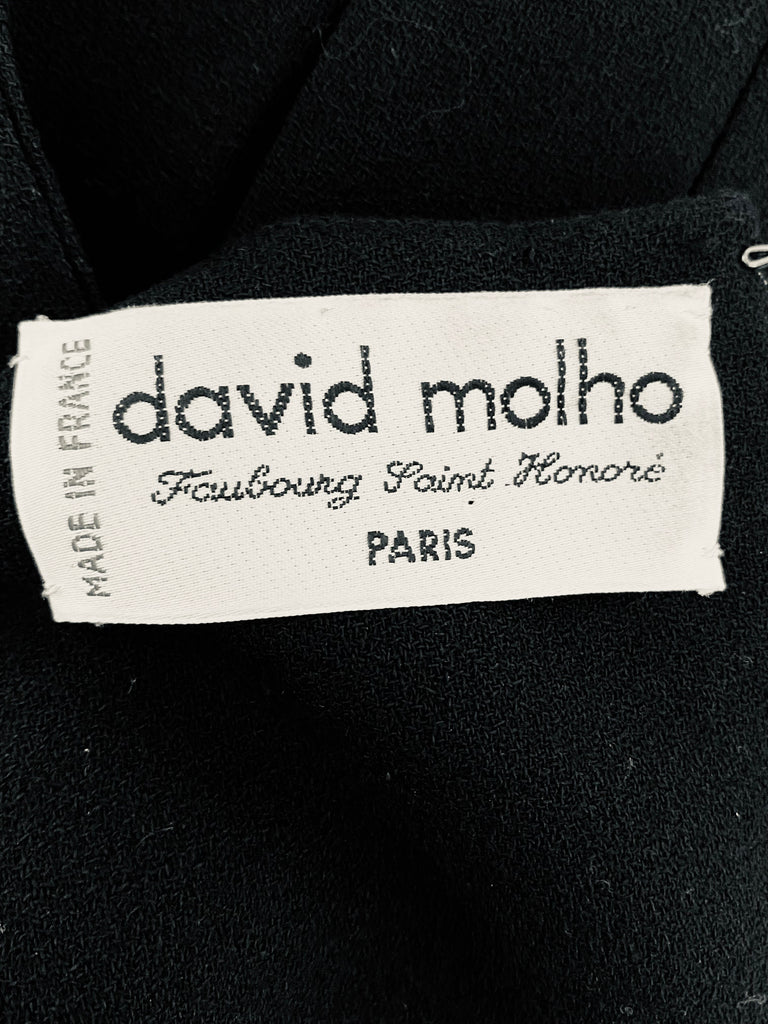 MADE IN FRANCE
david molho
Faubourg Saint Honoré
PARIS